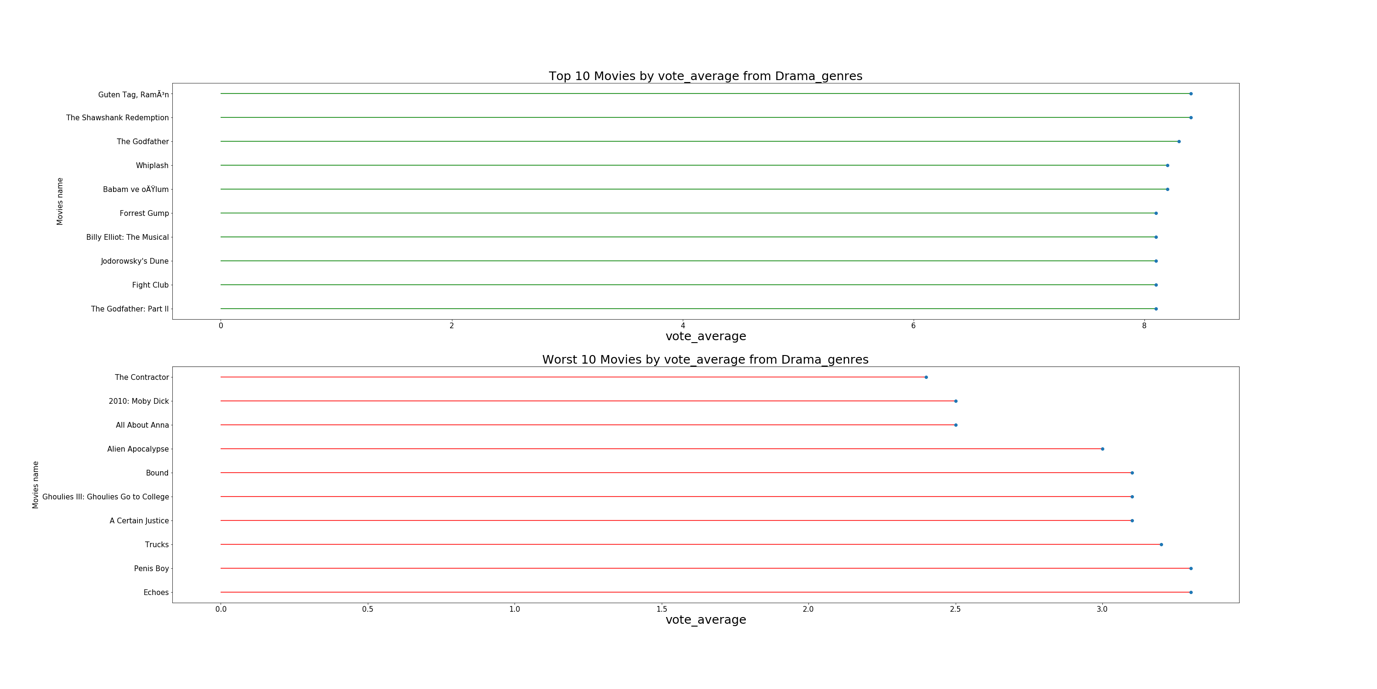 Top 10 Movies by vote_average from Drama_genres
Movies name
Guten Tag, RamÃ³n
The Shawshank Redemption
The Godfather
Whiplash
Babam ve oÄŸlum
Forrest Gump
Billy Elliot: The Musical
Jodorowsky's Dune
Fight Club
The Godfather: Part II
0 2 4 6 8
vote_average
Worst 10 Movies by vote_average from Drama_genres
Movies name
The Contractor
2010: Moby Dick
All About Anna
Alien Apocalypse
Bound
Ghoulies III: Ghoulies Go to College
A Certain Justice
Trucks
Penis Boy
Echoes
0.0 0.5 1.0 1.5 2.0 2.5 3.0
vote_average